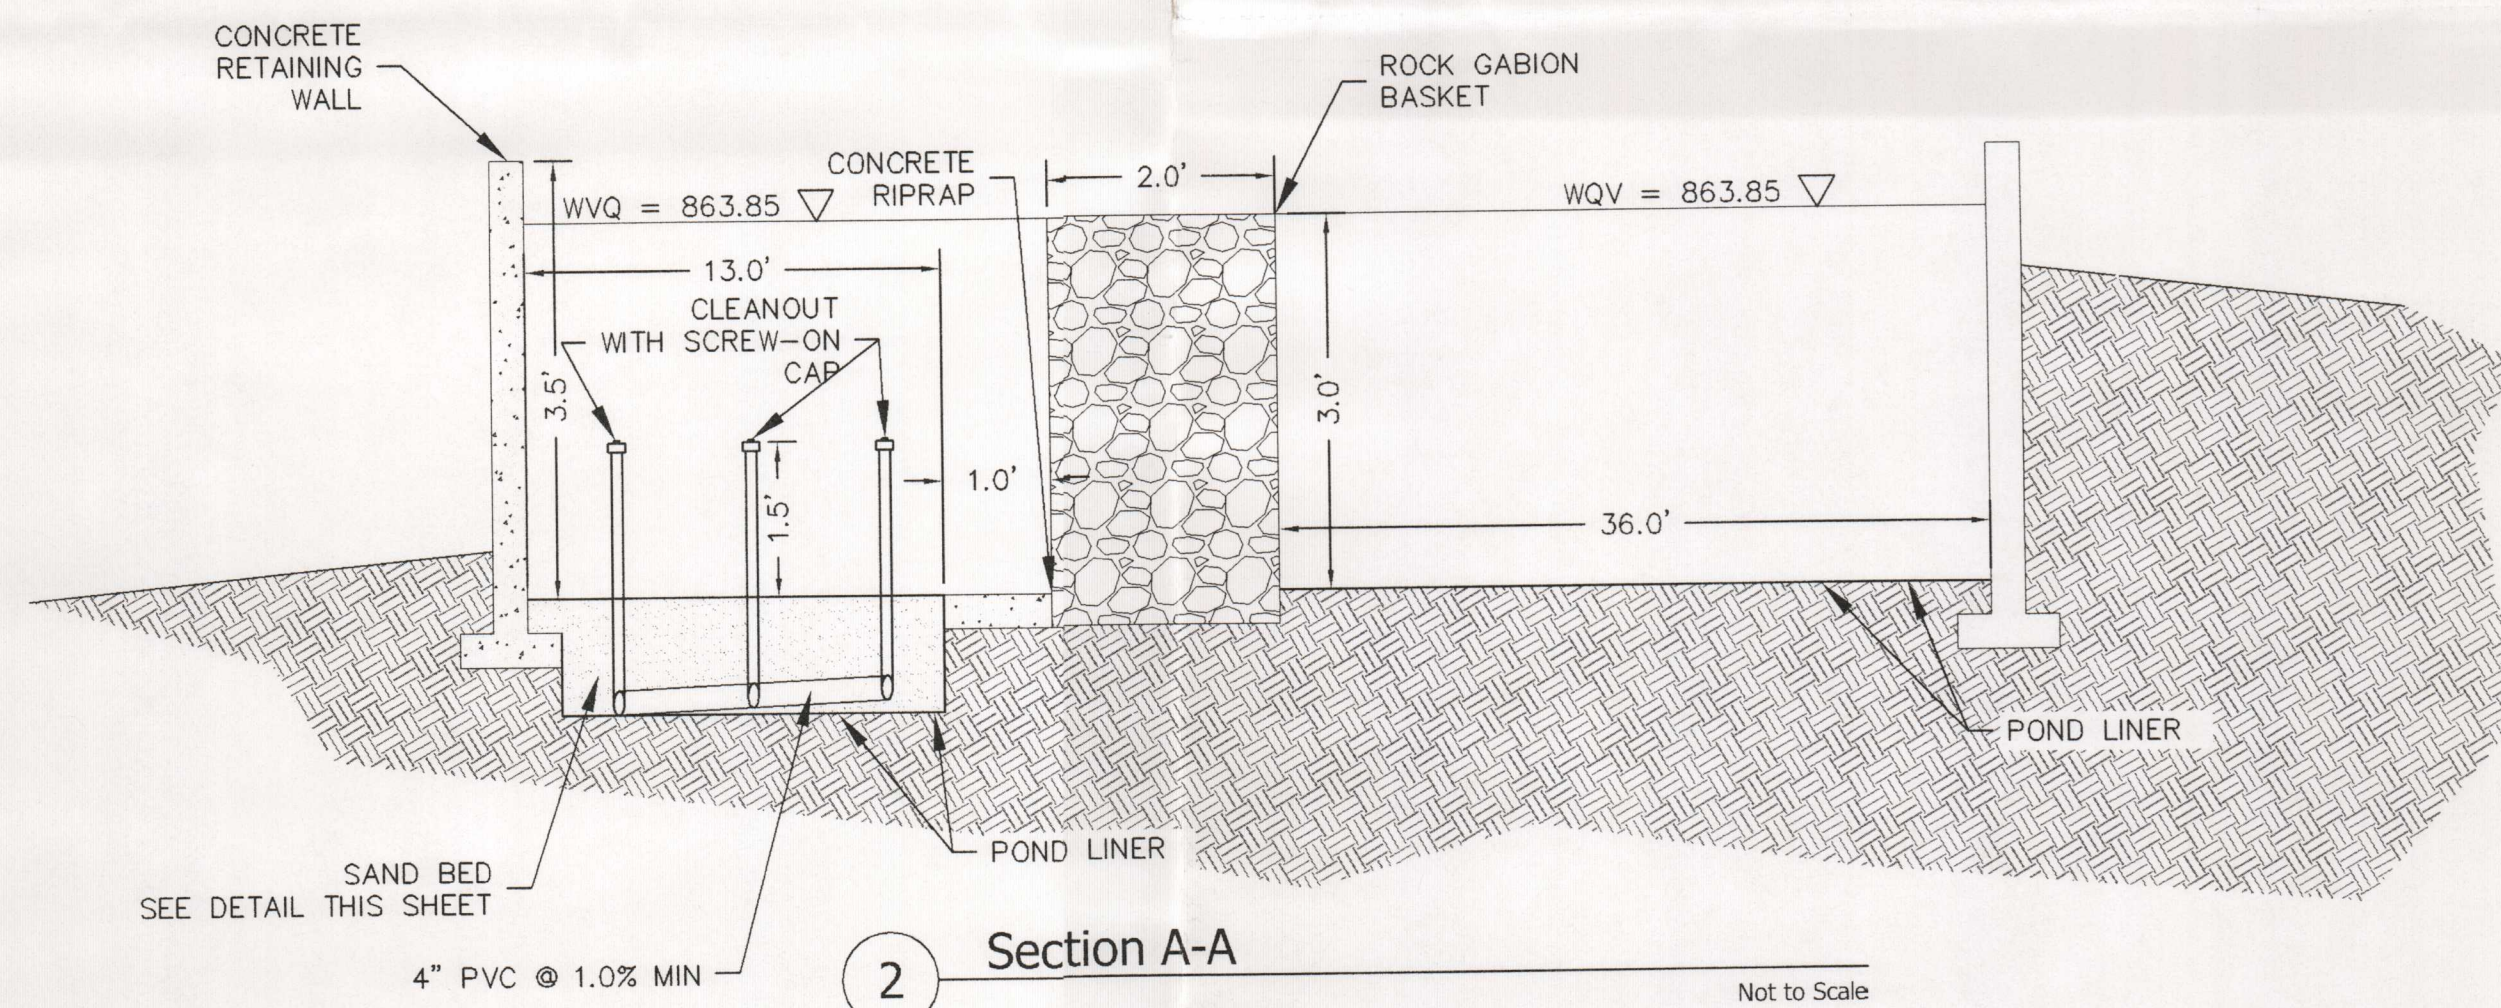 CONCRETE
RETAINING
WALL
ROCK GABION
BASKET
CONCRETE
RIPRAP
2.0'
WVQ = 863.85
WQV = 863.85
13.0'
CLEANOUT
WITH SCREW-ON
CAP
3.5'
3.0'
1.0'
1.5'
36.0'
POND LINER
POND LINER
SAND BED
SEE DETAIL THIS SHEET
4" PVC @ 1.0% MIN
2
Section A-A
Not to Scale